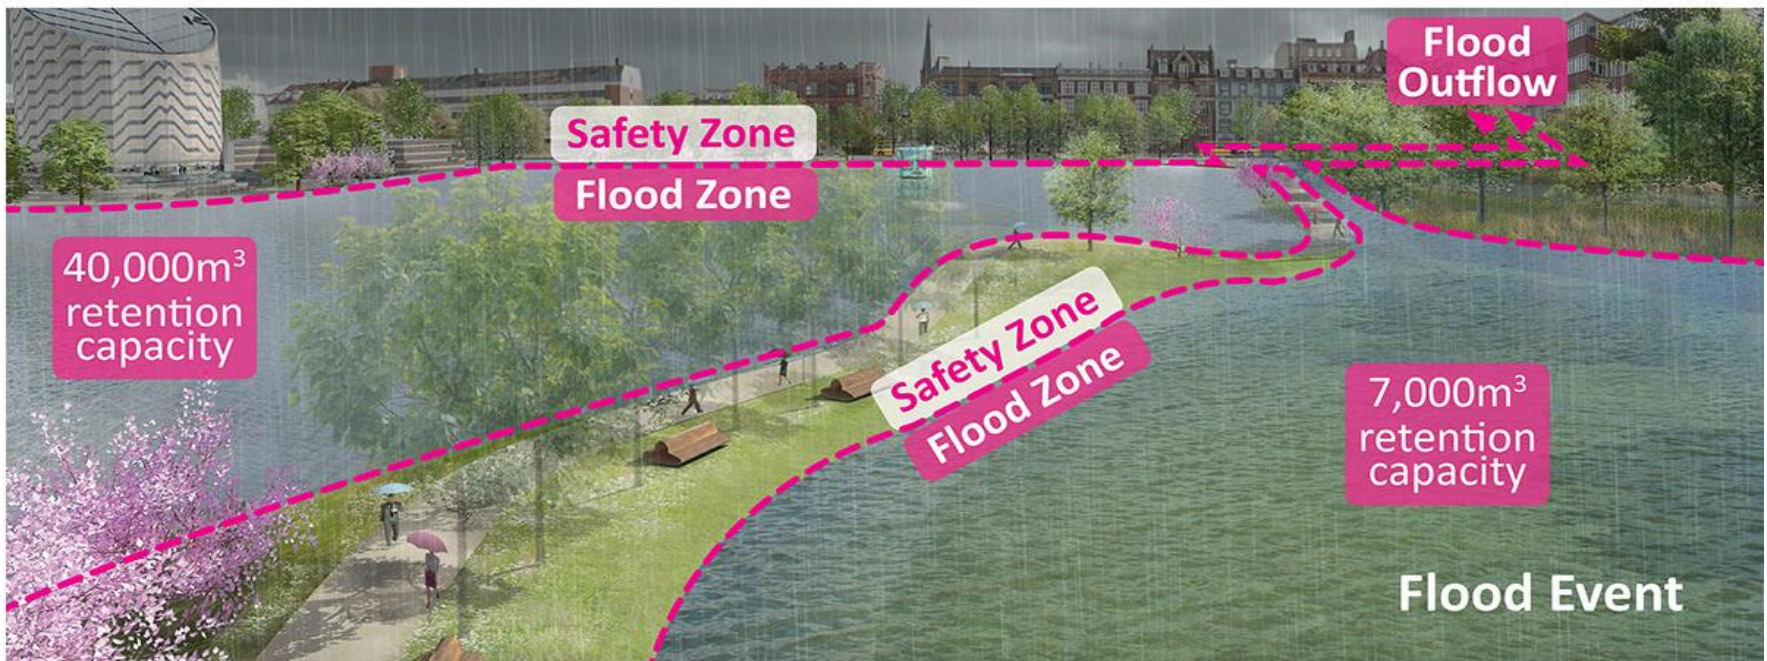 Flood
Outflow
Safety Zone
Flood Zone
40,000m³
retention
capacity
Safety Zone
Flood Zone
7,000m³
retention
capacity
Flood Event